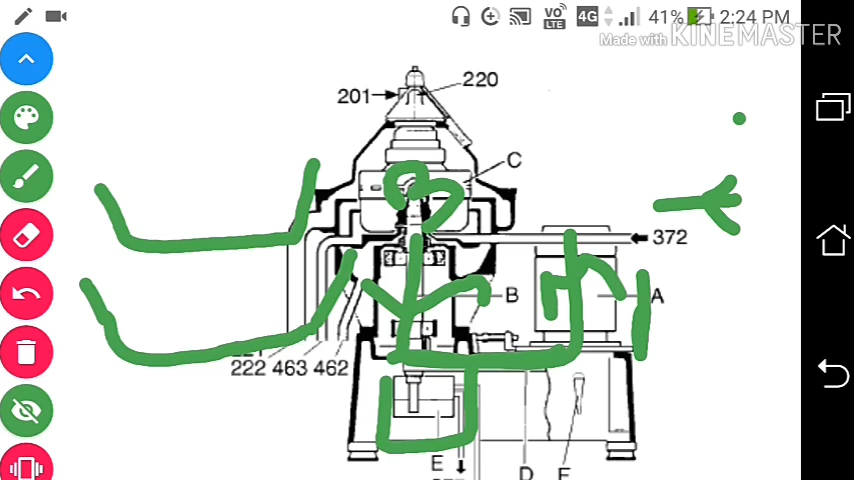 VO LTE 4G 41% 2:24 PM
Made with KINEMASTER
220
201
C
372
B
A
222 463 462
E
D F